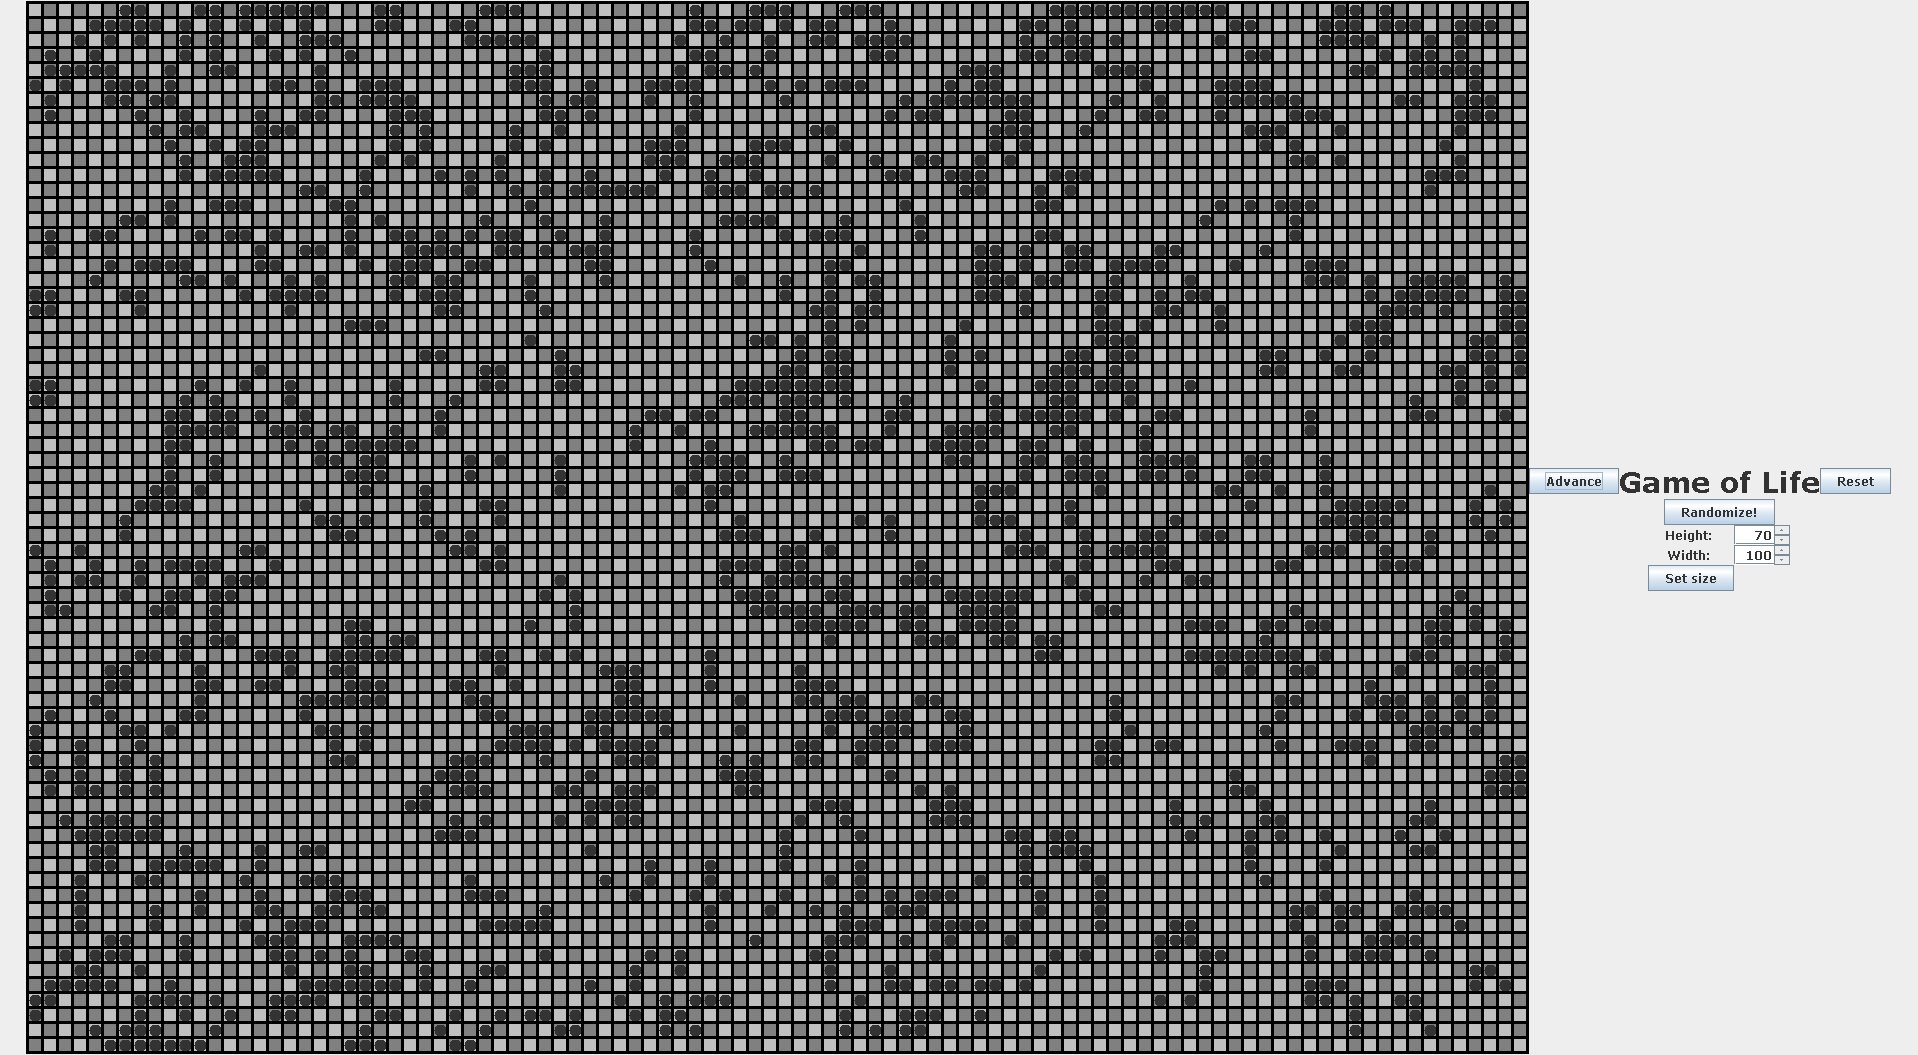 Advance Game of Life Reset
Randomize!
Height: 70
Width: 100
Set size